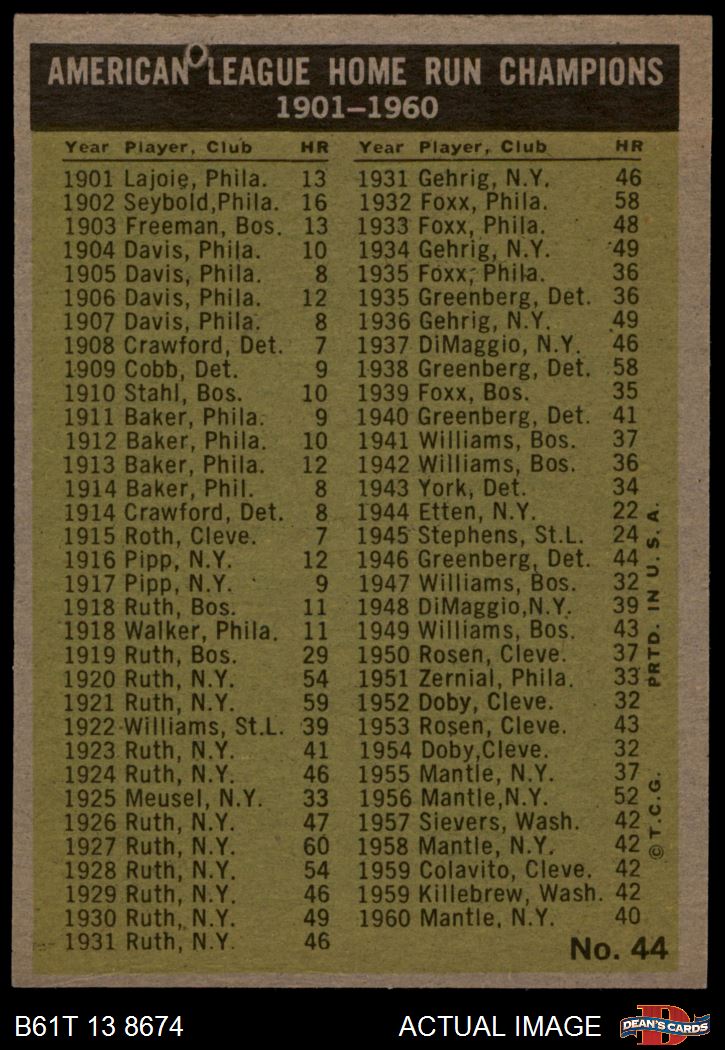 AMERICAN LEAGUE HOME RUN CHAMPIONS
1901–1960
Year Player, Club HR
1901 Lajoie, Phila. 13
1902 Seybold,Phila. 16
1903 Freeman, Bos. 13
1904 Davis, Phila. 10
1905 Davis, Phila. 8
1906 Davis, Phila. 12
1907 Davis, Phila. 8
1908 Crawford, Det. 7
1909 Cobb, Det. 9
1910 Stahl, Bos. 10
1911 Baker, Phila. 9
1912 Baker, Phila. 10
1913 Baker, Phila. 12
1914 Baker, Phil. 8
1914 Crawford, Det. 8
1915 Roth, Cleve. 7
1916 Pipp, N.Y. 12
1917 Pipp, N.Y. 9
1918 Ruth, Bos. 11
1918 Walker, Phila. 11
1919 Ruth, Bos. 29
1920 Ruth, N.Y. 54
1921 Ruth, N.Y. 59
1922 Williams, St.L. 39
1923 Ruth, N.Y. 41
1924 Ruth, N.Y. 46
1925 Meusel, N.Y. 33
1926 Ruth, N.Y. 47
1927 Ruth, N.Y. 60
1928 Ruth, N.Y. 54
1929 Ruth, N.Y. 46
1930 Ruth, N.Y. 49
1931 Ruth, N.Y. 46
Year Player, Club HR
1931 Gehrig, N.Y. 46
1932 Foxx, Phila. 58
1933 Foxx, Phila. 48
1934 Gehrig, N.Y. 49
1935 Foxx, Phila. 36
1935 Greenberg, Det. 36
1936 Gehrig, N.Y. 49
1937 DiMaggio, N.Y. 46
1938 Greenberg, Det. 58
1939 Foxx, Bos. 35
1940 Greenberg, Det. 41
1941 Williams, Bos. 37
1942 Williams, Bos. 36
1943 York, Det. 34
1944 Etten, N.Y. 22
1945 Stephens, St.L. 24
1946 Greenberg, Det. 44
1947 Williams, Bos. 32
1948 DiMaggio,N.Y. 39
1949 Williams, Bos. 43
1950 Rosen, Cleve. 37
1951 Zernial, Phila. 33
1952 Doby, Cleve. 32
1953 Rosen, Cleve. 43
1954 Doby,Cleve. 32
1955 Mantle, N.Y. 37
1956 Mantle,N.Y. 52
1957 Sievers, Wash. 42
1958 Mantle, N.Y. 42
1959 Colavito, Cleve. 42
1959 Killebrew, Wash. 42
1960 Mantle, N.Y. 40
No. 44
© T.C.G. PRTD. IN U.S.A.
B61T 13 8674
ACTUAL IMAGE
D
DEAN'S CARDS